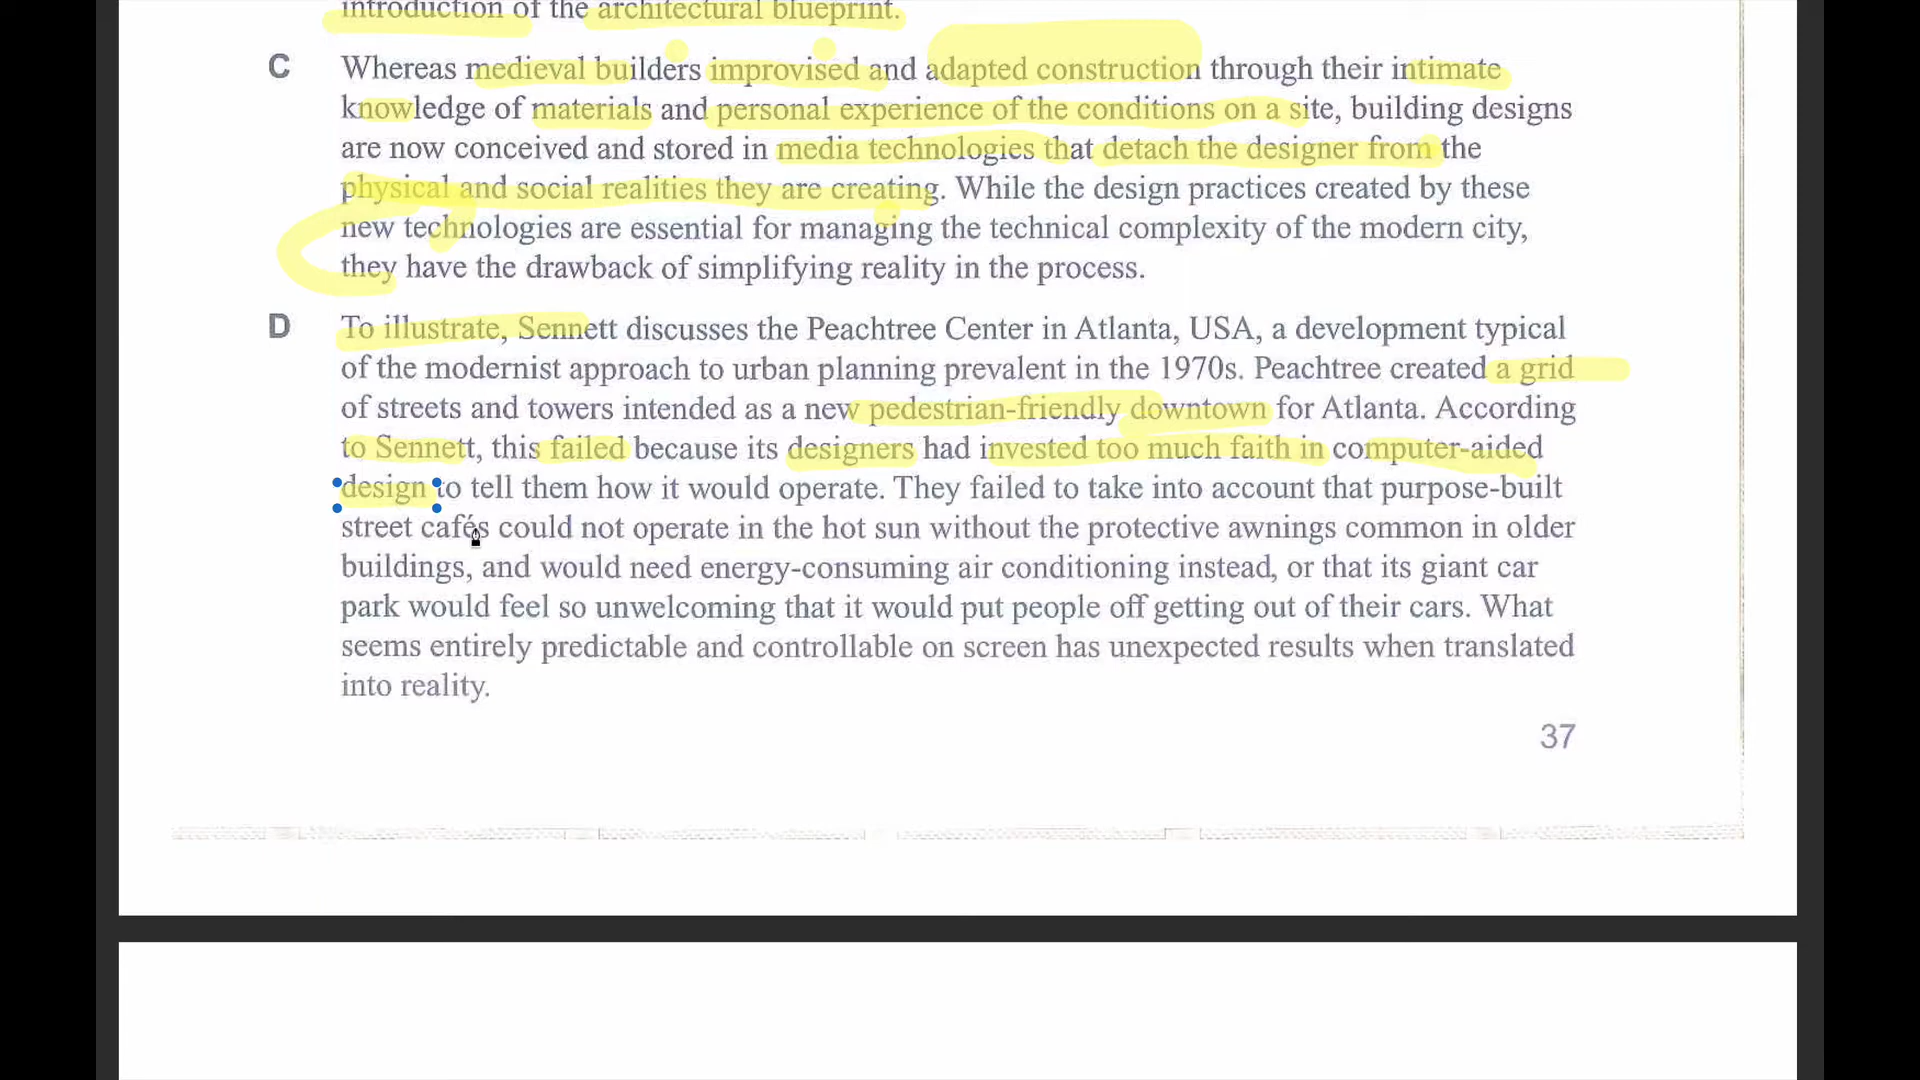 introduction of the architectural blueprint.
C Whereas medieval builders improvised and adapted construction through their intimate
knowledge of materials and personal experience of the conditions on a site, building designs
are now conceived and stored in media technologies that detach the designer from the
physical and social realities they are creating. While the design practices created by these
new technologies are essential for managing the technical complexity of the modern city,
they have the drawback of simplifying reality in the process.
D To illustrate, Sennett discusses the Peachtree Center in Atlanta, USA, a development typical
of the modernist approach to urban planning prevalent in the 1970s. Peachtree created a grid
of streets and towers intended as a new pedestrian-friendly downtown for Atlanta. According
to Sennett, this failed because its designers had invested too much faith in computer-aided
design to tell them how it would operate. They failed to take into account that purpose-built
street cafés could not operate in the hot sun without the protective awnings common in older
buildings, and would need energy-consuming air conditioning instead, or that its giant car
park would feel so unwelcoming that it would put people off getting out of their cars. What
seems entirely predictable and controllable on screen has unexpected results when translated
into reality.
37